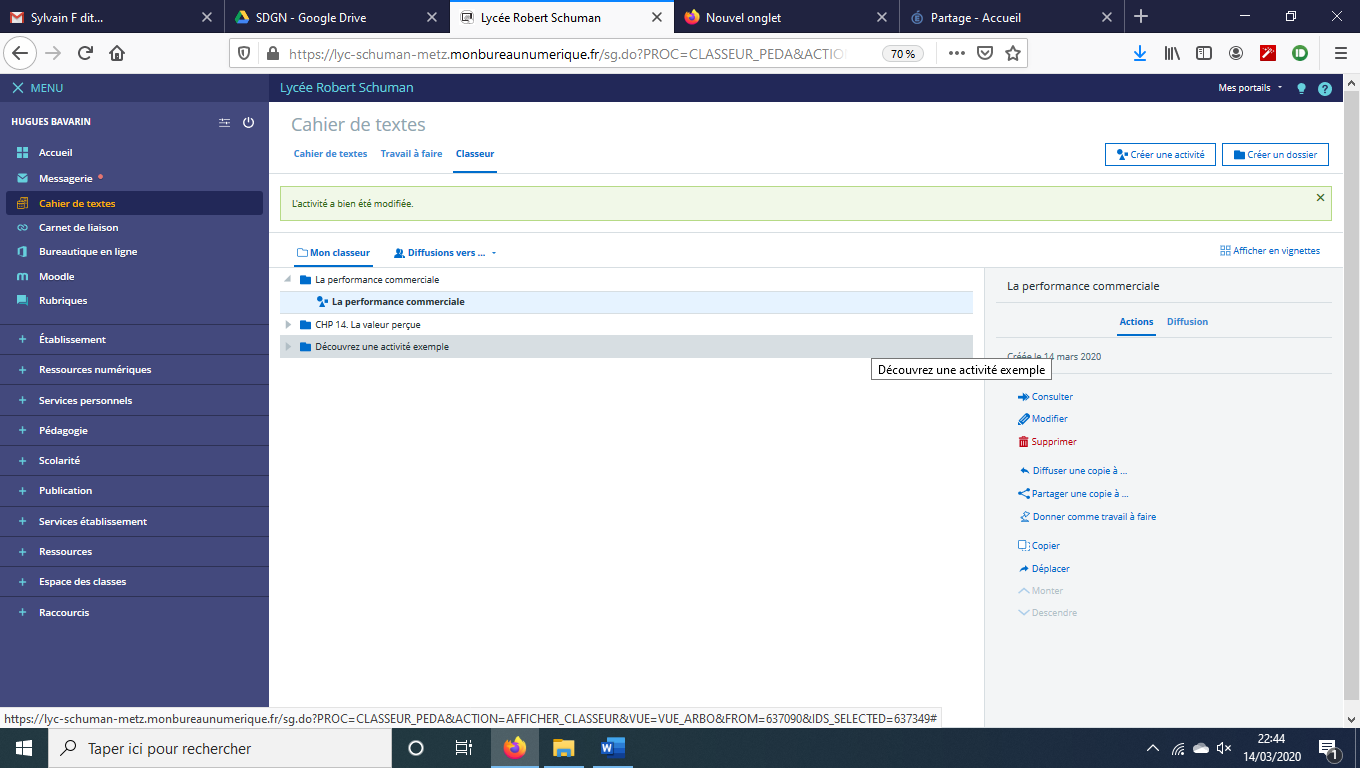 Sylvain F dit...
SDGN - Google Drive
Lycée Robert Schuman
Nouvel onglet
Partage - Accueil
https://lyc-schuman-metz.monbureaunumerique.fr/sg.do?PROC=CLASSEUR_PEDA&ACTIO
70 %
MENU
Lycée Robert Schuman
Mes portails
HUGUES BAVARIN
Accueil
Messagerie
Cahier de textes
Carnet de liaison
Bureautique en ligne
Moodle
Rubriques
Établissement
Ressources numériques
Services personnels
Pédagogie
Scolarité
Publication
Services établissement
Ressources
Espace des classes
Raccourcis
Cahier de textes
Cahier de textes Travail à faire Classeur
Créer une activité
Créer un dossier
L'activité a bien été modifiée.
Mon classeur
Diffusions vers ...
Afficher en vignettes
La performance commerciale
La performance commerciale
CHP 14. La valeur perçue
Découvrez une activité exemple
La performance commerciale
Actions Diffusion
Créée le 14 mars 2020
Découvrez une activité exemple
Consulter
Modifier
Supprimer
Diffuser une copie à ...
Partager une copie à ...
Donner comme travail à faire
Copier
Déplacer
Monter
Descendre
https://lyc-schuman-metz.monbureaunumerique.fr/sg.do?PROC=CLASSEUR_PEDA&ACTION=AFFICHER_CLASSEUR&VUE=VUE_ARBO&FROM=637090&IDS_SELECTED=637349#
Taper ici pour rechercher
22:44
14/03/2020
1